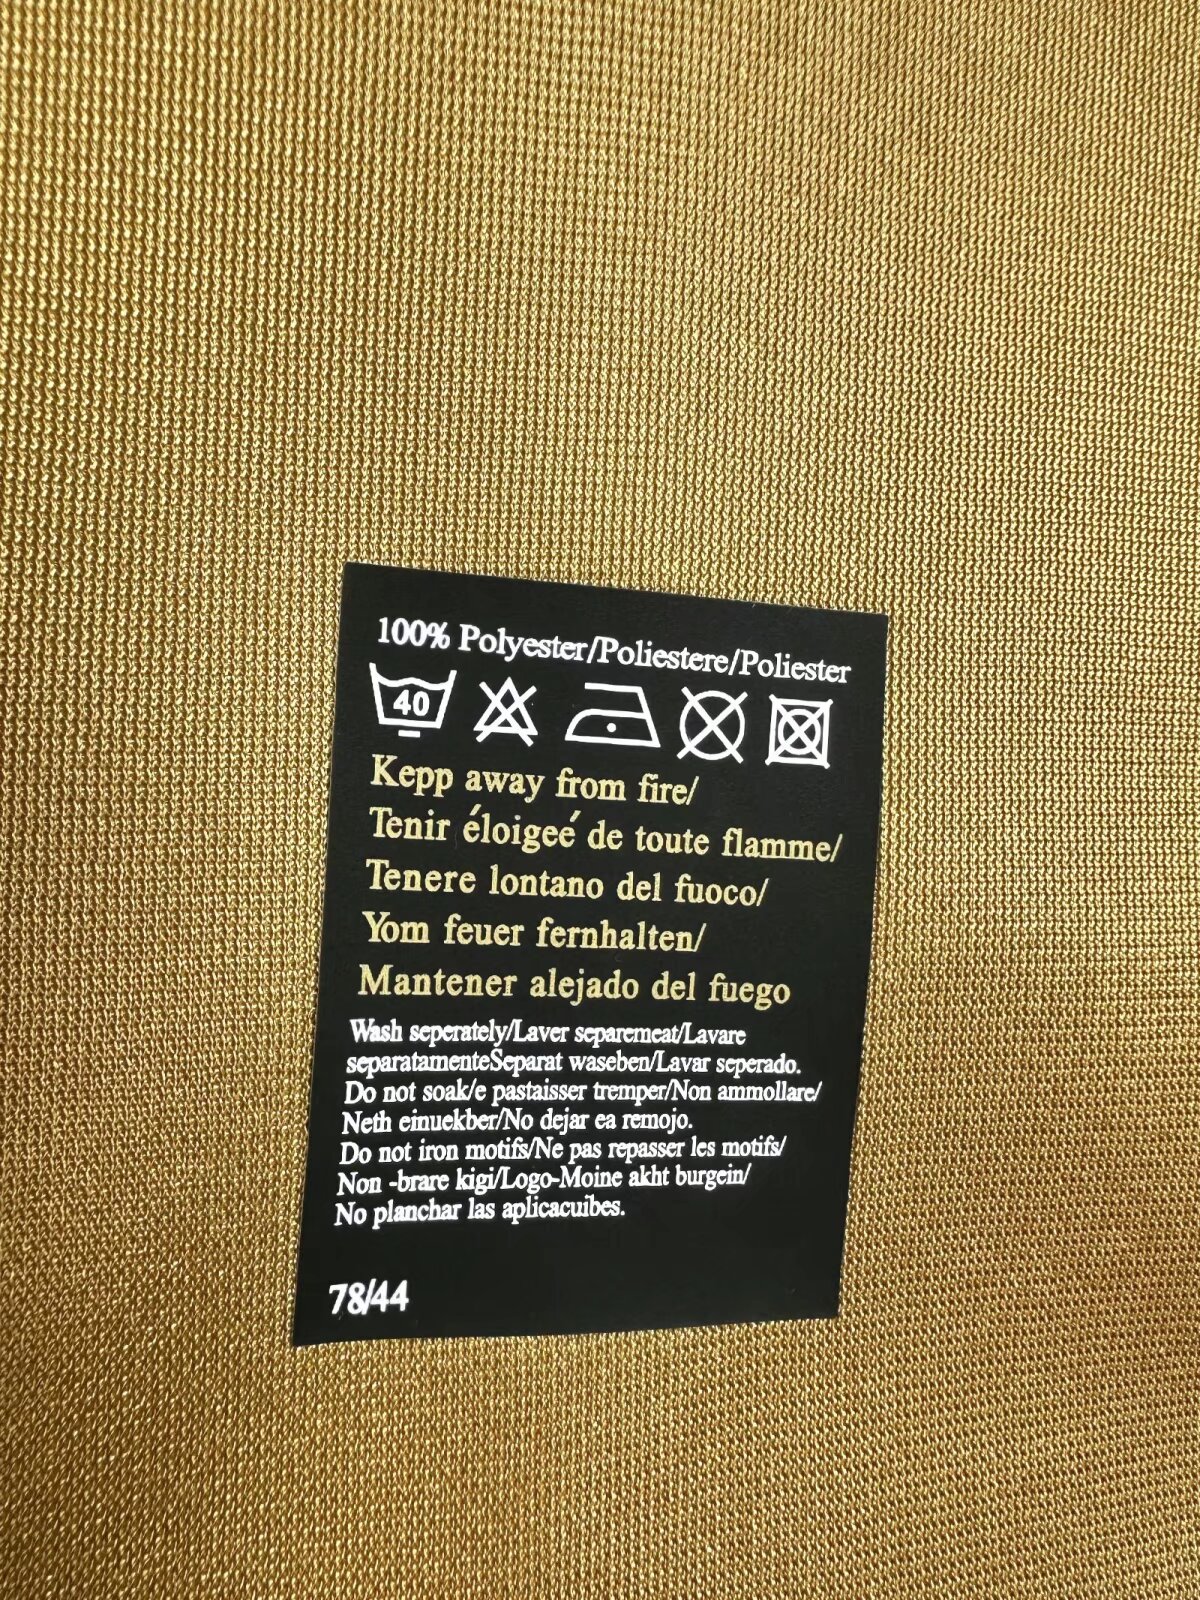 100% Polyester/Poliestere/Poliester
40
Kepp away from fire/
Tenir éloigeé de toute flamme/
Tenere lontano del fuoco/
Yom feuer fernhalten/
Mantener alejado del fuego
Wash seperately/Laver separemeat/Lavare
separatamenteSeparat waseben/Lavar seperado.
Do not soak/e pastaisser tremper/Non ammollare/
Neth einuekber/No dejar ea remojo.
Do not iron motifs/Ne pas repasser les motifs/
Non -brare kigi/Logo-Moine akht burgein/
No planchar las aplicacuibes.
78/44